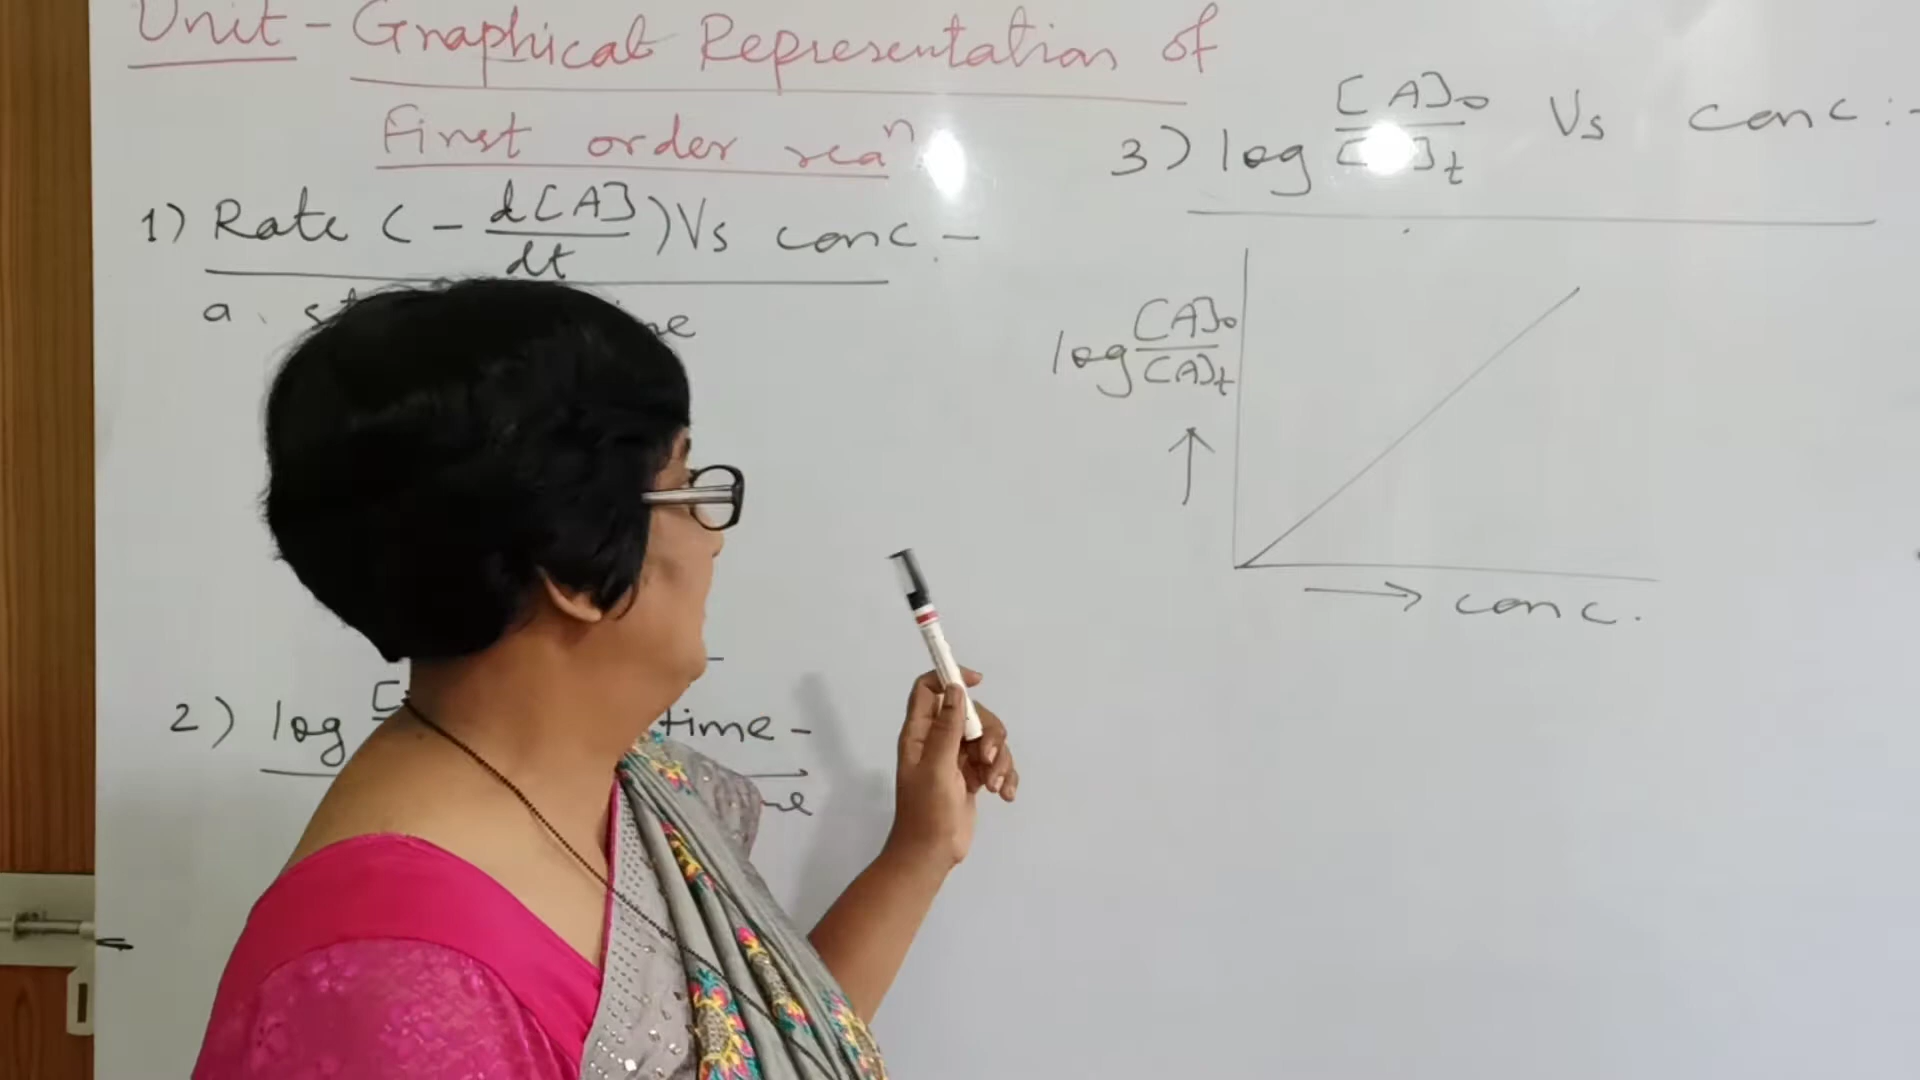 Unit - Graphical Representation of
First order reaⁿ
1) Rate (- d[A]/dt) Vs conc. -
a.
2) log
time -
3) log [A]₀/[ ]t Vs conc :-
log [A]₀/[A]t
↑
→ conc.